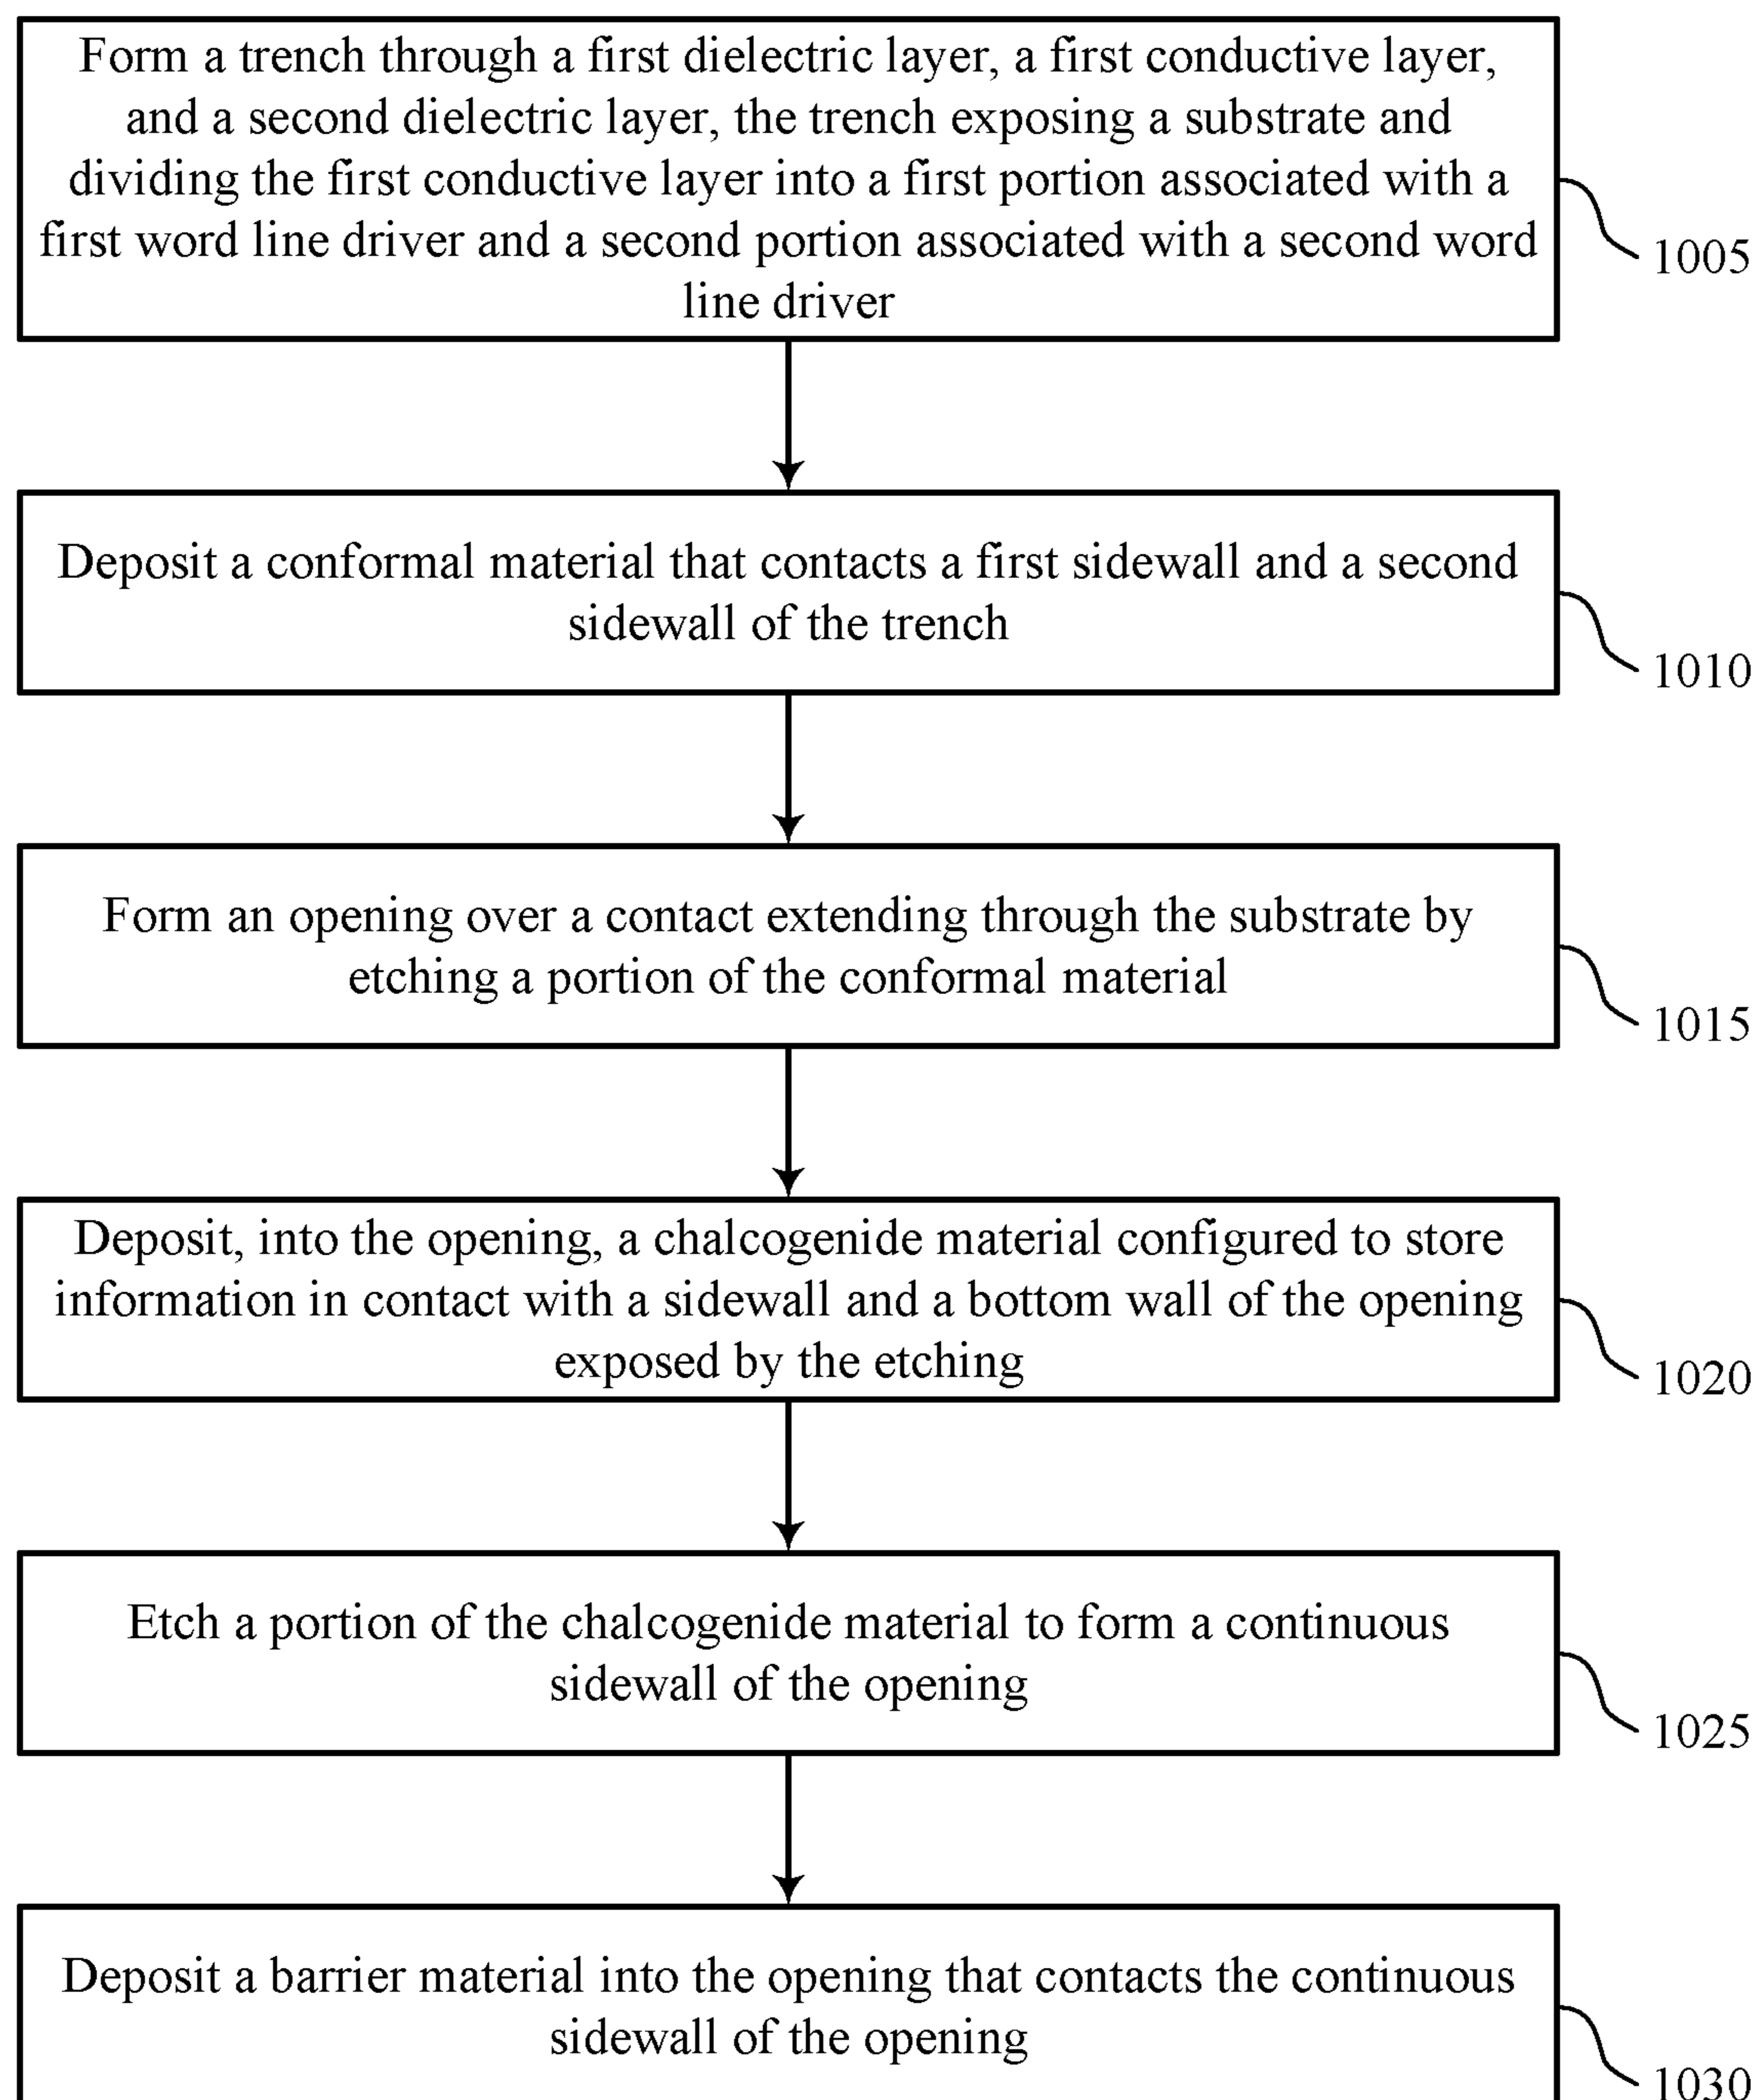 Form a trench through a first dielectric layer, a first conductive layer,
and a second dielectric layer, the trench exposing a substrate and
dividing the first conductive layer into a first portion associated with a
first word line driver and a second portion associated with a second word
line driver
1005
Deposit a conformal material that contacts a first sidewall and a second
sidewall of the trench
1010
Form an opening over a contact extending through the substrate by
etching a portion of the conformal material
1015
Deposit, into the opening, a chalcogenide material configured to store
information in contact with a sidewall and a bottom wall of the opening
exposed by the etching
1020
Etch a portion of the chalcogenide material to form a continuous
sidewall of the opening
1025
Deposit a barrier material into the opening that contacts the continuous
sidewall of the opening
1030